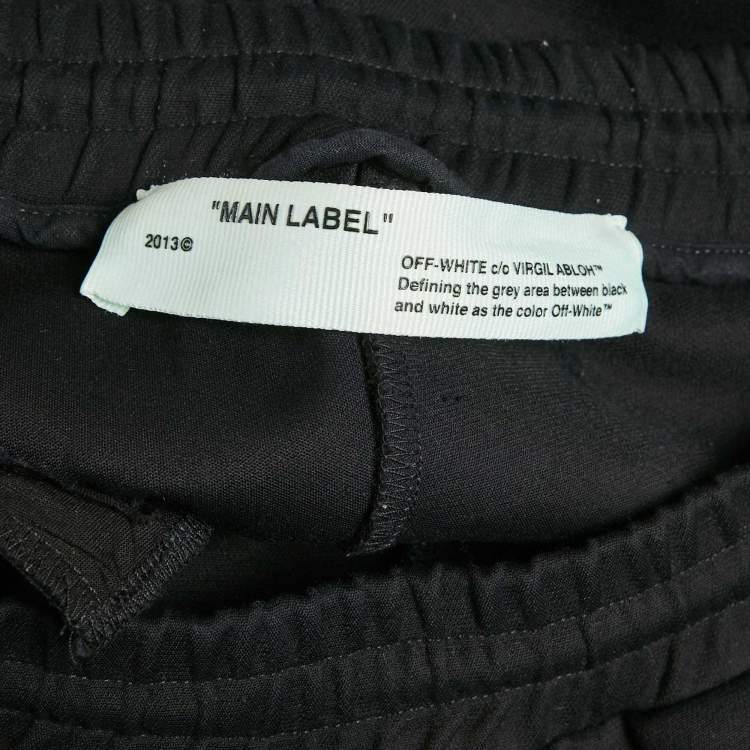 "MAIN LABEL"
2013©
OFF-WHITE c/o VIRGIL ABLOH™
Defining the grey area between black
and white as the color Off-White™